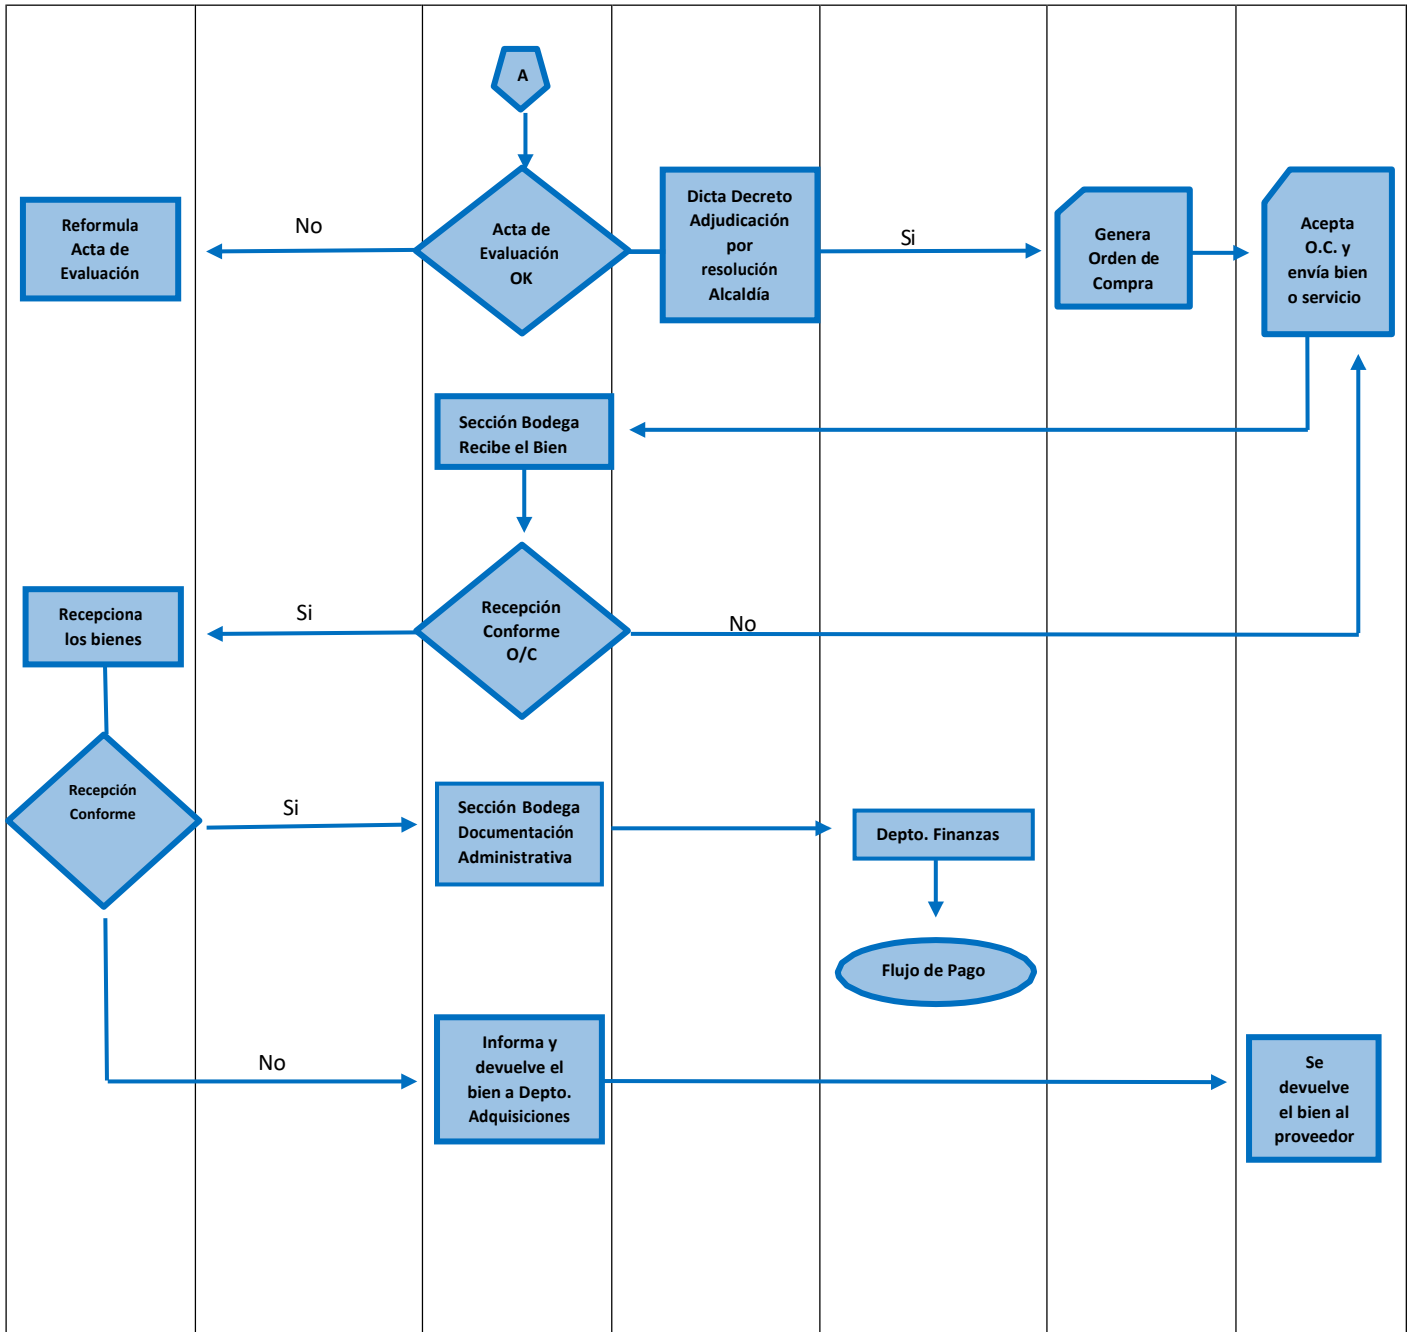 A
Reformula
Acta de
Evaluación
No
Acta de
Evaluación
OK
Dicta Decreto
Adjudicación
por
resolución
Alcaldía
Si
Genera
Orden de
Compra
Acepta
O.C. y
envía bien
o servicio
Sección Bodega
Recibe el Bien
Recepciona
los bienes
Si
Recepción
Conforme
O/C
No
Recepción
Conforme
Si
Sección Bodega
Documentación
Administrativa
Depto. Finanzas
Flujo de Pago
No
Informa y
devuelve el
bien a Depto.
Adquisiciones
Se
devuelve
el bien al
proveedor